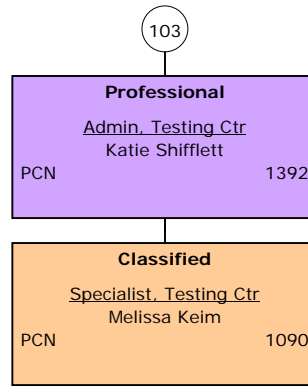 103
Professional
Admin, Testing Ctr
Katie Shifflett
PCN 1392
Classified
Specialist, Testing Ctr
Melissa Keim
PCN 1090